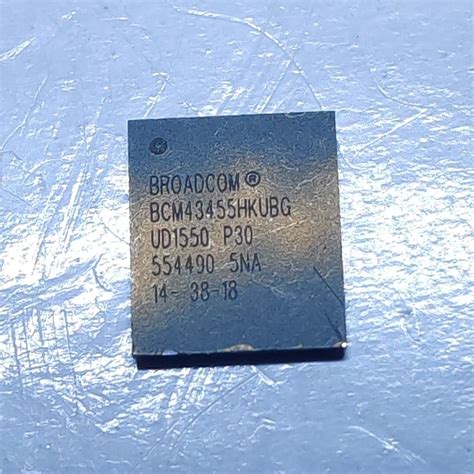 BROADCOM®
BCM43455HKUBG
UD1550 P30
554490 5NA
14-38-18